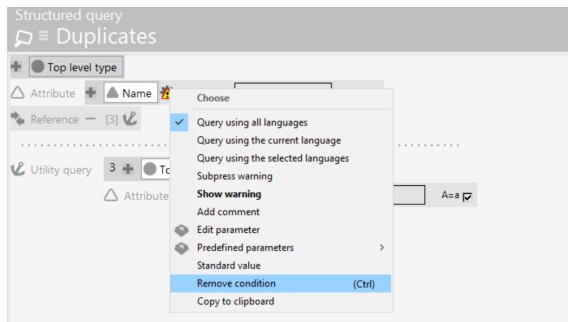 Structured query
Duplicates
Top level type
Attribute Name
Choose
Query using all languages
Reference [3]
Query using the current language
Query using the selected languages
Utility query 3 To
Subpress warning
Attribute
Show warning
A=a
Add comment
Edit parameter
Predefined parameters >
Standard value
Remove condition (Ctrl)
Copy to clipboard